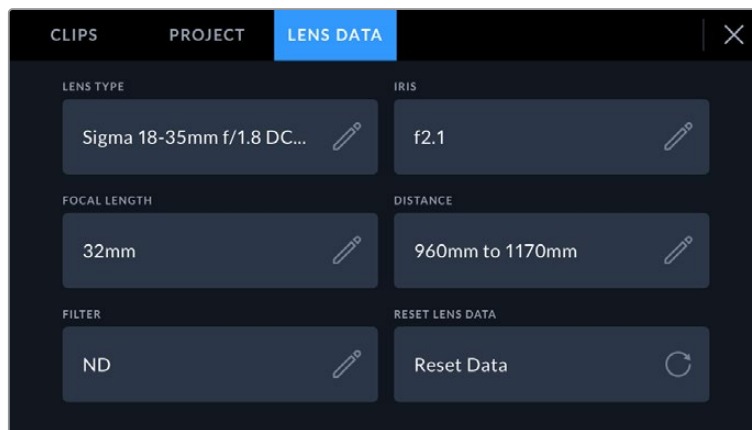 CLIPS PROJECT LENS DATA
LENS TYPE IRIS
Sigma 18-35mm f/1.8 DC... f2.1
FOCAL LENGTH DISTANCE
32mm 960mm to 1170mm
FILTER RESET LENS DATA
ND Reset Data